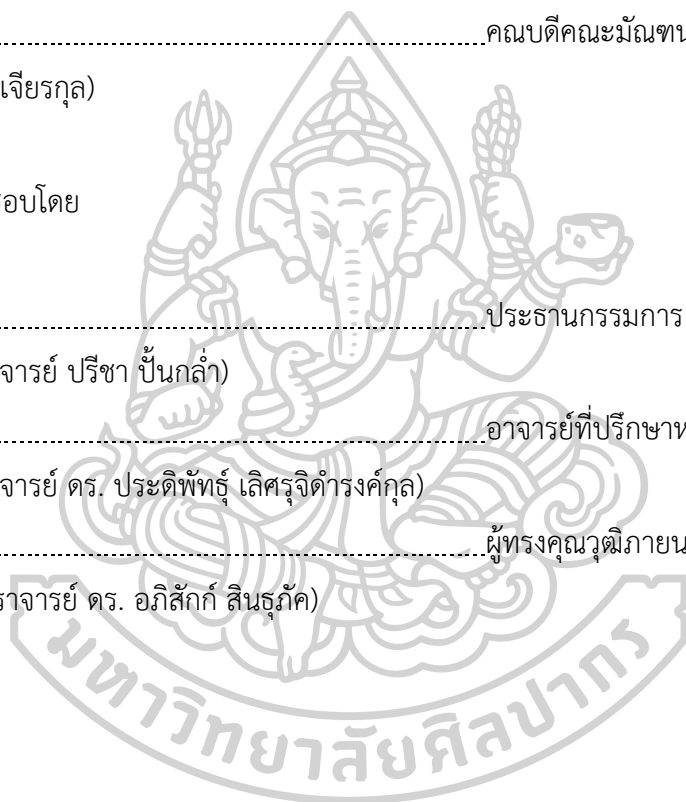 คณบดีคณะมัณฑน
เจียรกุล)
สอบโดย
ประธานกรรมการ
จารย์ ปรีชา ปั้นกล่ำ)
อาจารย์ที่ปรึกษาห
จารย์ ดร. ประดิพัทธุ์ เลิศรุจิดำรงค์กุล)
ผู้ทรงคุณวุฒิภายน
ราจารย์ ดร. อภิสักก์ สินธุภัค)
มหาวิทยาลัยศิลปากร